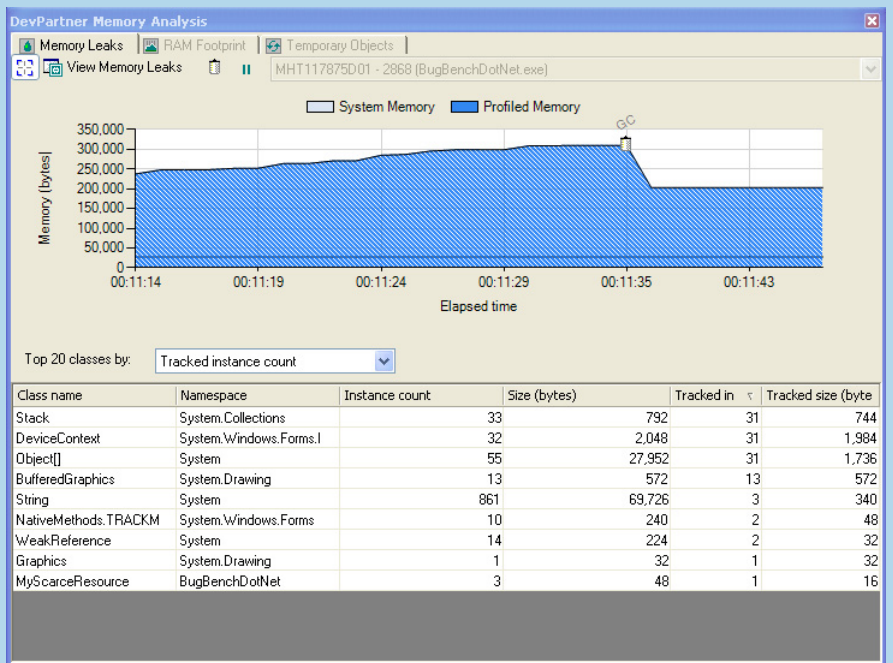 DevPartner Memory Analysis
Memory Leaks RAM Footprint Temporary Objects
View Memory Leaks MHT117875D01 - 2868 (BugBenchDotNet.exe)
System Memory Profiled Memory
GC
350,000
300,000
250,000
200,000
150,000
100,000
50,000
0
Memory (bytes)
00:11:14 00:11:19 00:11:24 00:11:29 00:11:35 00:11:43
Elapsed time
Top 20 classes by: Tracked instance count
Class name Namespace Instance count Size (bytes) Tracked in Tracked size (byte
Stack System.Collections 33 792 31 744
DeviceContext System.Windows.Forms.I 32 2,048 31 1,984
Object[] System 55 27,952 31 1,736
BufferedGraphics System.Drawing 13 572 13 572
String System 861 69,726 3 340
NativeMethods.TRACKM System.Windows.Forms 10 240 2 48
WeakReference System 14 224 2 32
Graphics System.Drawing 1 32 1 32
MyScarceResource BugBenchDotNet 3 48 1 16